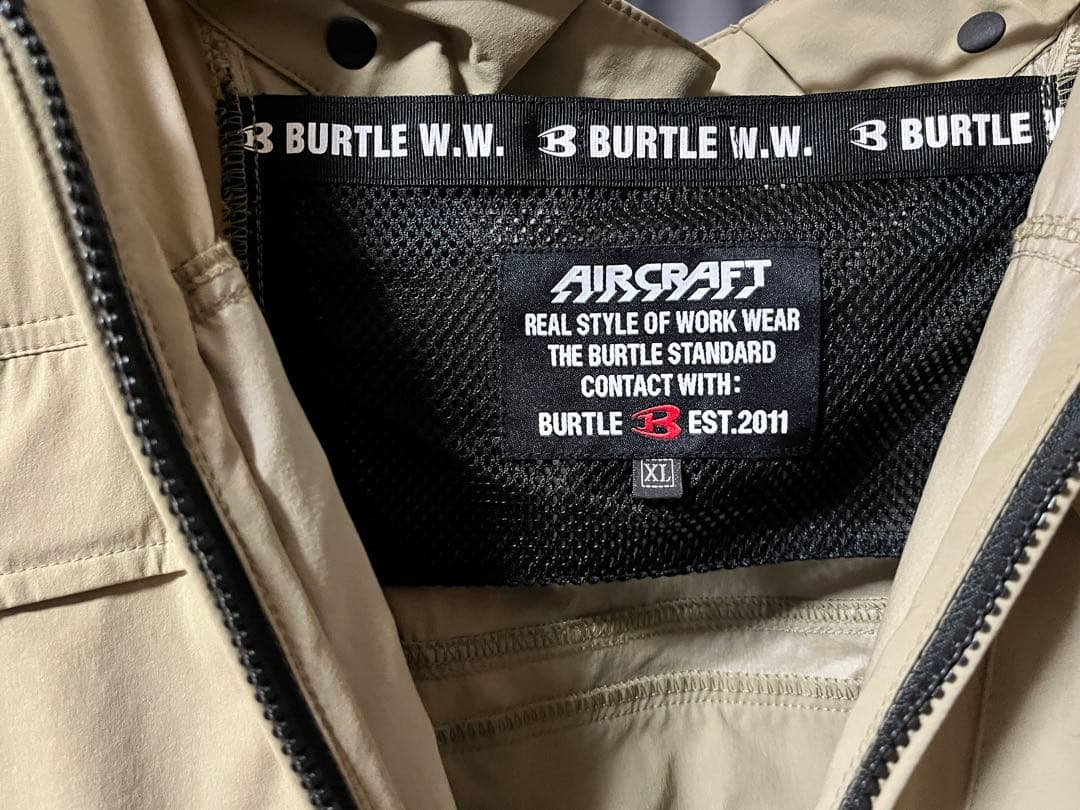 B BURTLE W.W. B BURTLE W.W. B BURTLE W
AIRCRAFT
REAL STYLE OF WORK WEAR
THE BURTLE STANDARD
CONTACT WITH:
BURTLE B EST.2011
XL